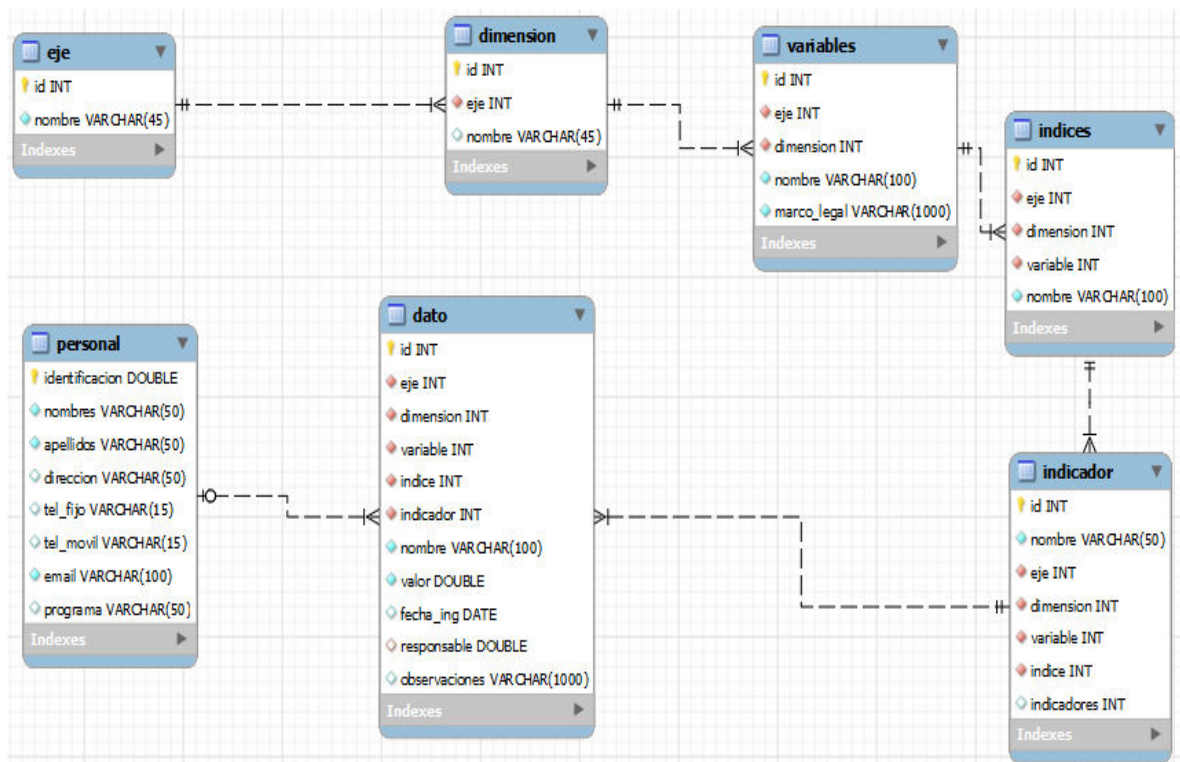 eje
id INT
nombre VARCHAR(45)
Indexes
dimension
id INT
eje INT
nombre VARCHAR(45)
Indexes
variables
id INT
eje INT
dimension INT
nombre VARCHAR(100)
marco_legal VARCHAR(1000)
Indexes
indices
id INT
eje INT
dimension INT
variable INT
nombre VARCHAR(100)
Indexes
personal
identificacion DOUBLE
nombres VARCHAR(50)
apellidos VARCHAR(50)
direccion VARCHAR(50)
tel_fijo VARCHAR(15)
tel_movil VARCHAR(15)
email VARCHAR(100)
programa VARCHAR(50)
Indexes
dato
id INT
eje INT
dimension INT
variable INT
indice INT
indicador INT
nombre VARCHAR(100)
valor DOUBLE
fecha_ing DATE
responsable DOUBLE
observaciones VARCHAR(1000)
Indexes
indicador
id INT
nombre VARCHAR(50)
eje INT
dimension INT
variable INT
indice INT
indicadores INT
Indexes